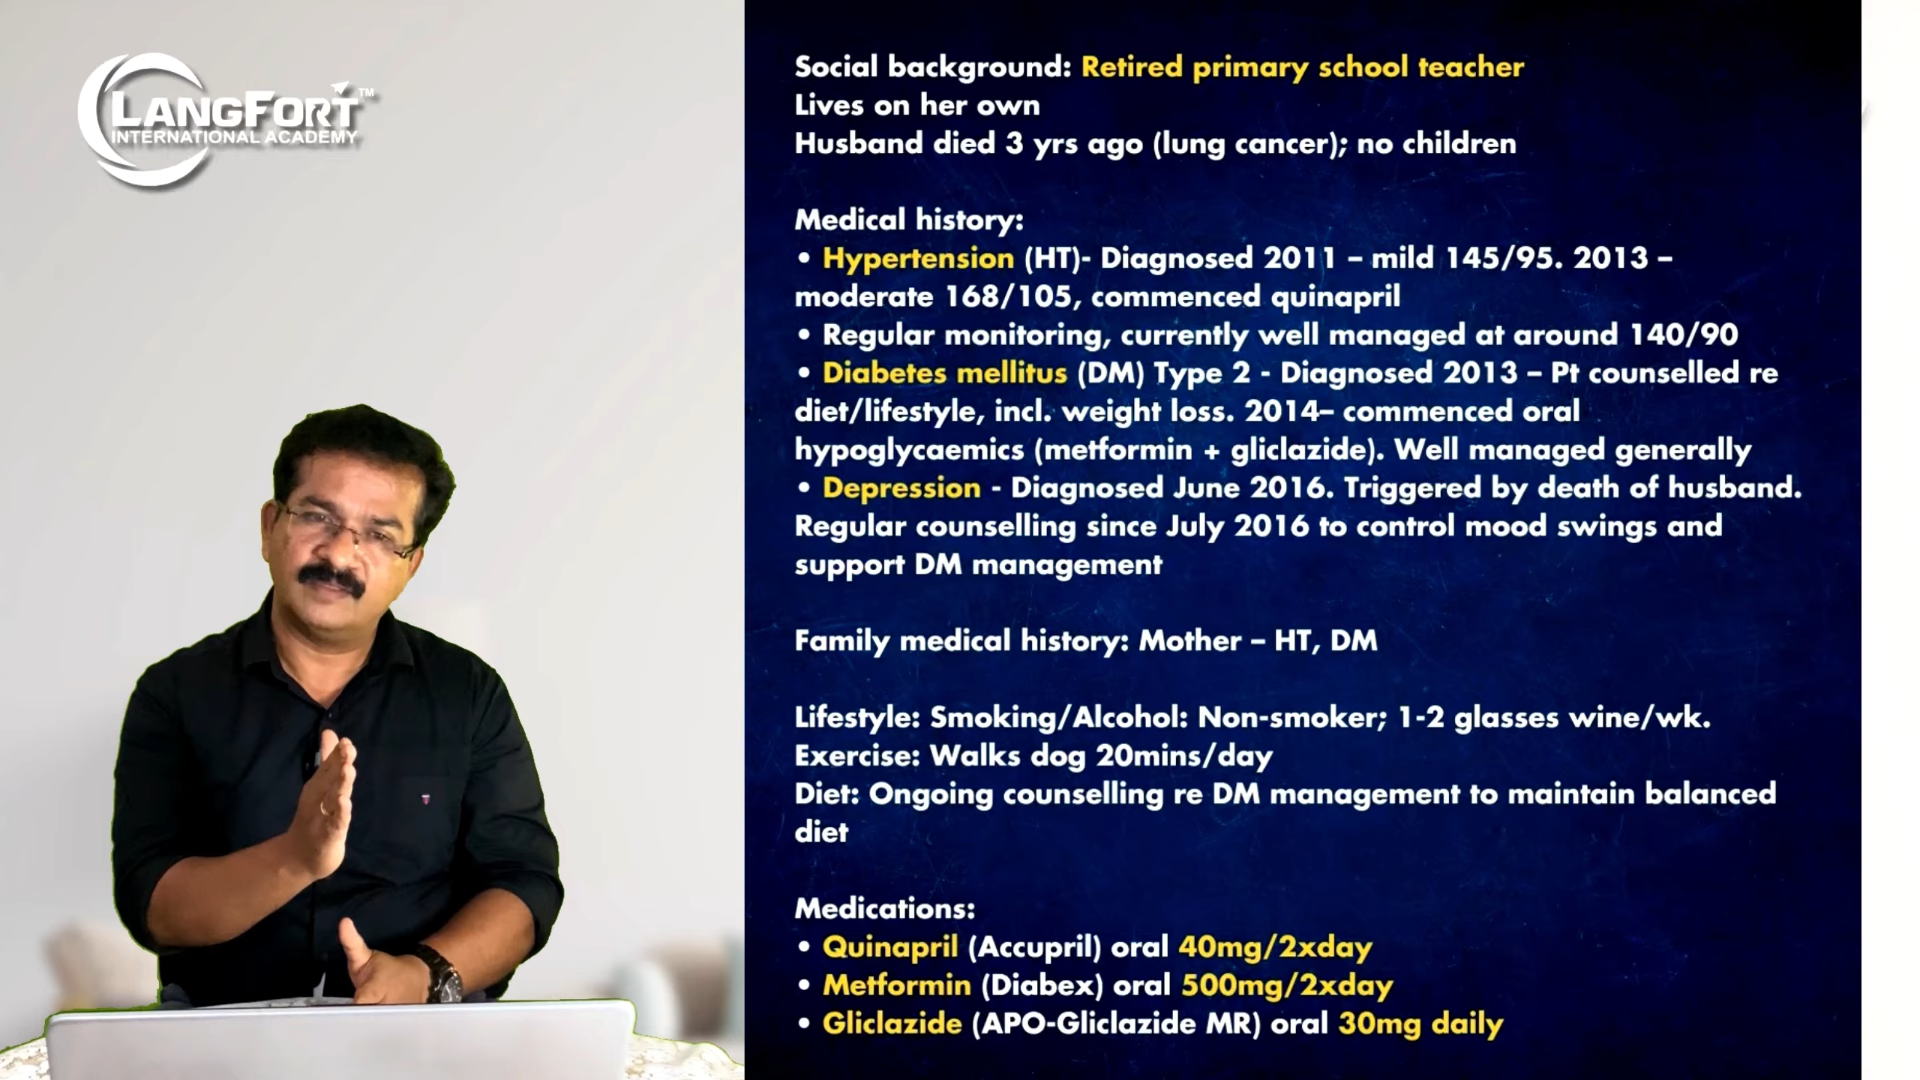 LANGFORT™
INTERNATIONAL ACADEMY
Social background: Retired primary school teacher
Lives on her own
Husband died 3 yrs ago (lung cancer); no children
Medical history:
• Hypertension (HT)- Diagnosed 2011 – mild 145/95. 2013 –
moderate 168/105, commenced quinapril
• Regular monitoring, currently well managed at around 140/90
• Diabetes mellitus (DM) Type 2 - Diagnosed 2013 – Pt counselled re
diet/lifestyle, incl. weight loss. 2014– commenced oral
hypoglycaemics (metformin + gliclazide). Well managed generally
• Depression - Diagnosed June 2016. Triggered by death of husband.
Regular counselling since July 2016 to control mood swings and
support DM management
Family medical history: Mother – HT, DM
Lifestyle: Smoking/Alcohol: Non-smoker; 1-2 glasses wine/wk.
Exercise: Walks dog 20mins/day
Diet: Ongoing counselling re DM management to maintain balanced
diet
Medications:
• Quinapril (Accupril) oral 40mg/2xday
• Metformin (Diabex) oral 500mg/2xday
• Gliclazide (APO-Gliclazide MR) oral 30mg daily